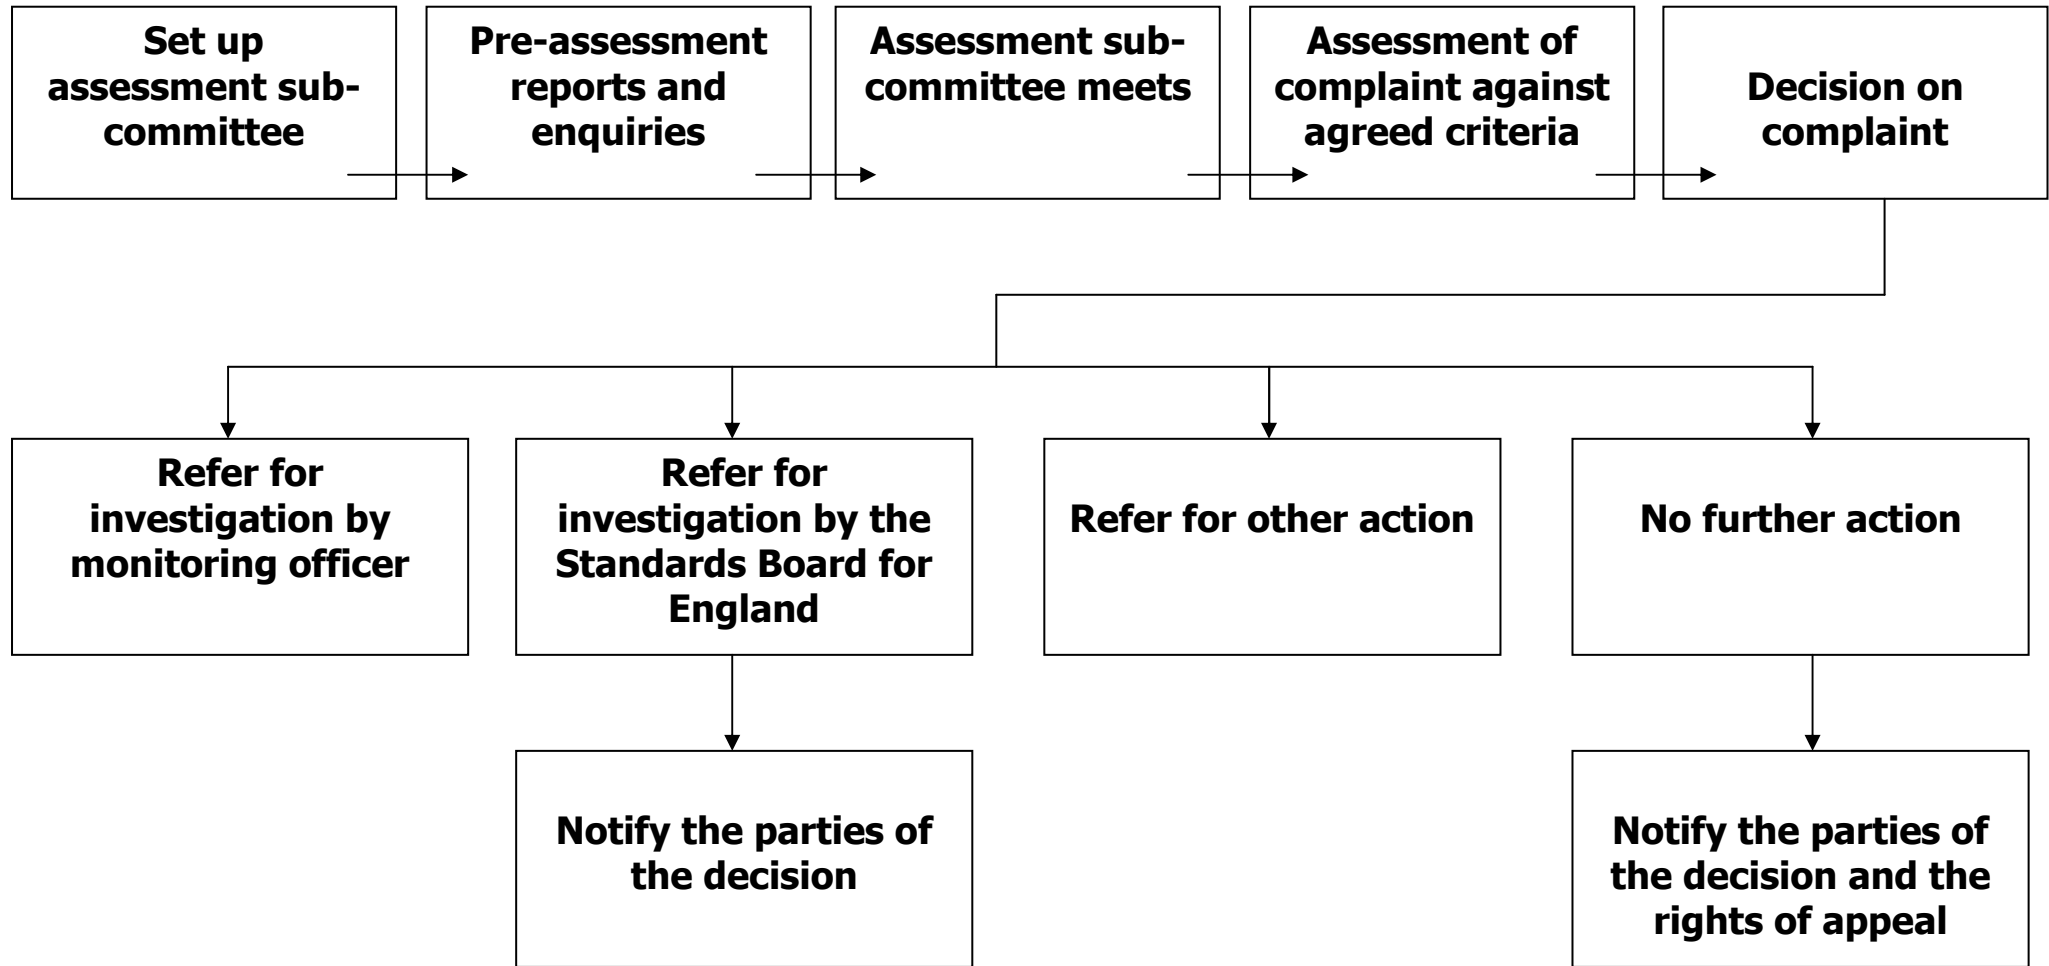 Set up
assessment sub-
committee
Pre-assessment
reports and
enquiries
Assessment sub-
committee meets
Assessment of
complaint against
agreed criteria
Decision on
complaint
Refer for
investigation by
monitoring officer
Refer for
investigation by the
Standards Board for
England
Refer for other action
No further action
Notify the parties of
the decision
Notify the parties of
the decision and the
rights of appeal